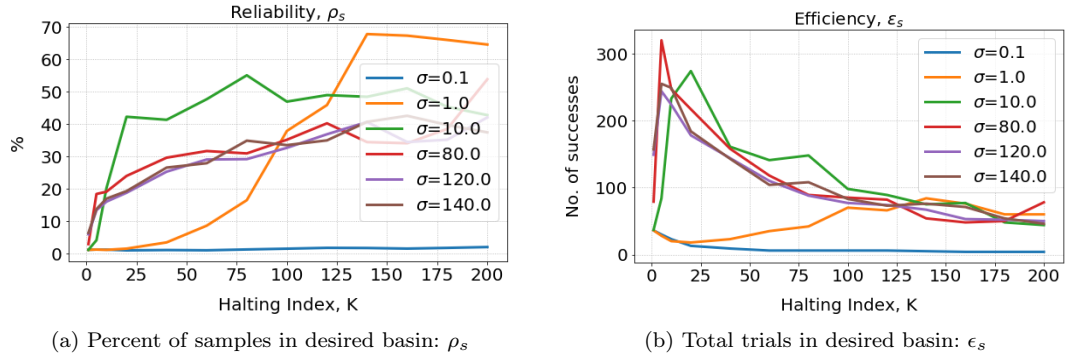 Reliability, ρₛ
%
70
60
50
40
30
20
10
0
0
25
50
75
100
125
150
175
200
Halting Index, K
σ=0.1
σ=1.0
σ=10.0
σ=80.0
σ=120.0
σ=140.0
(a) Percent of samples in desired basin: ρₛ
Efficiency, εₛ
No. of successes
300
200
100
0
0
25
50
75
100
125
150
175
200
Halting Index, K
σ=0.1
σ=1.0
σ=10.0
σ=80.0
σ=120.0
σ=140.0
(b) Total trials in desired basin: ϵₛ